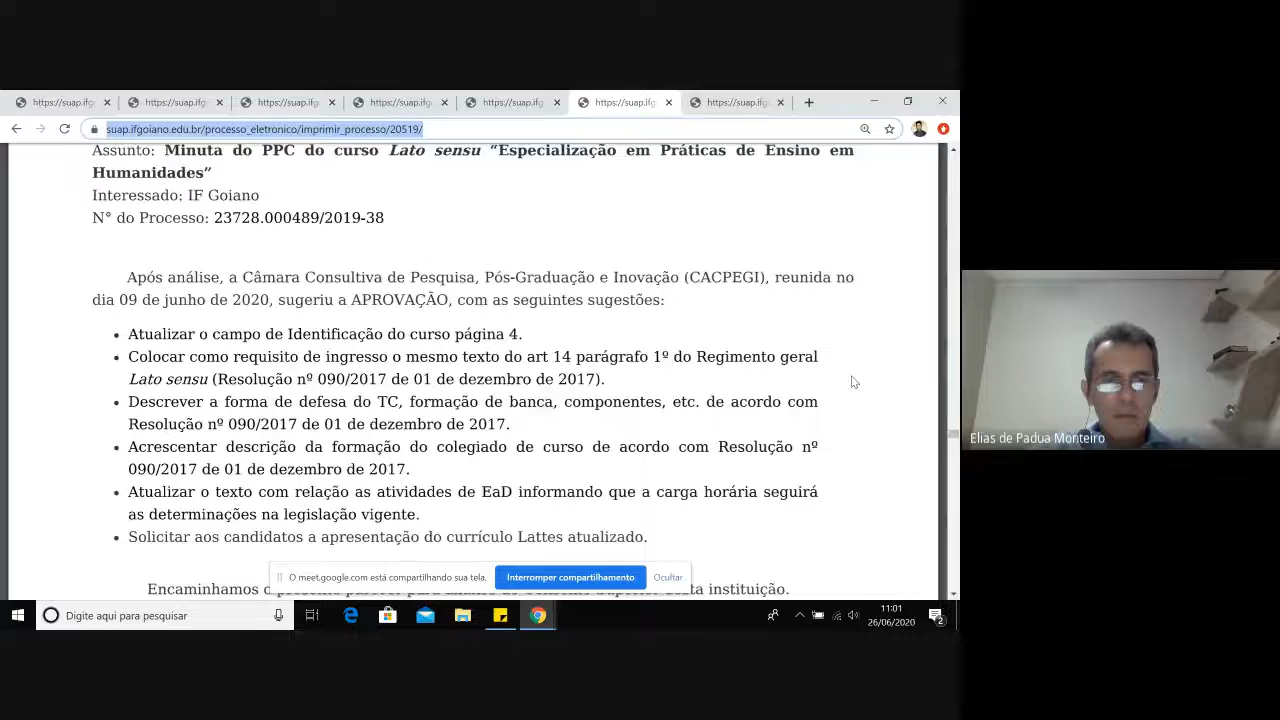 https://suap.ifg
https://suap.ifg
https://suap.ifg
https://suap.ifg
https://suap.ifg
https://suap.ifg
https://suap.ifg
suap.ifgoiano.edu.br/processo_eletronico/imprimir_processo/20519/
Assunto: Minuta do PPC do curso Lato sensu “Especialização em Práticas de Ensino em
Humanidades”
Interessado: IF Goiano
N° do Processo: 23728.000489/2019-38
Após análise, a Câmara Consultiva de Pesquisa, Pós-Graduação e Inovação (CACPEGI), reunida no
dia 09 de junho de 2020, sugeriu a APROVAÇÃO, com as seguintes sugestões:
• Atualizar o campo de Identificação do curso página 4.
• Colocar como requisito de ingresso o mesmo texto do art 14 parágrafo 1º do Regimento geral
Lato sensu (Resolução nº 090/2017 de 01 de dezembro de 2017).
• Descrever a forma de defesa do TC, formação de banca, componentes, etc. de acordo com
Resolução nº 090/2017 de 01 de dezembro de 2017.
• Acrescentar descrição da formação do colegiado de curso de acordo com Resolução nº
090/2017 de 01 de dezembro de 2017.
• Atualizar o texto com relação as atividades de EaD informando que a carga horária seguirá
as determinações na legislação vigente.
• Solicitar aos candidatos a apresentação do currículo Lattes atualizado.
Encaminhamos o presente parecer para análise do Conselho Superior desta instituição.
O meet.google.com está compartilhando sua tela.
Interromper compartilhamento
Ocultar
Elias de Padua Monteiro
Digite aqui para pesquisar
11:01
26/06/2020
2